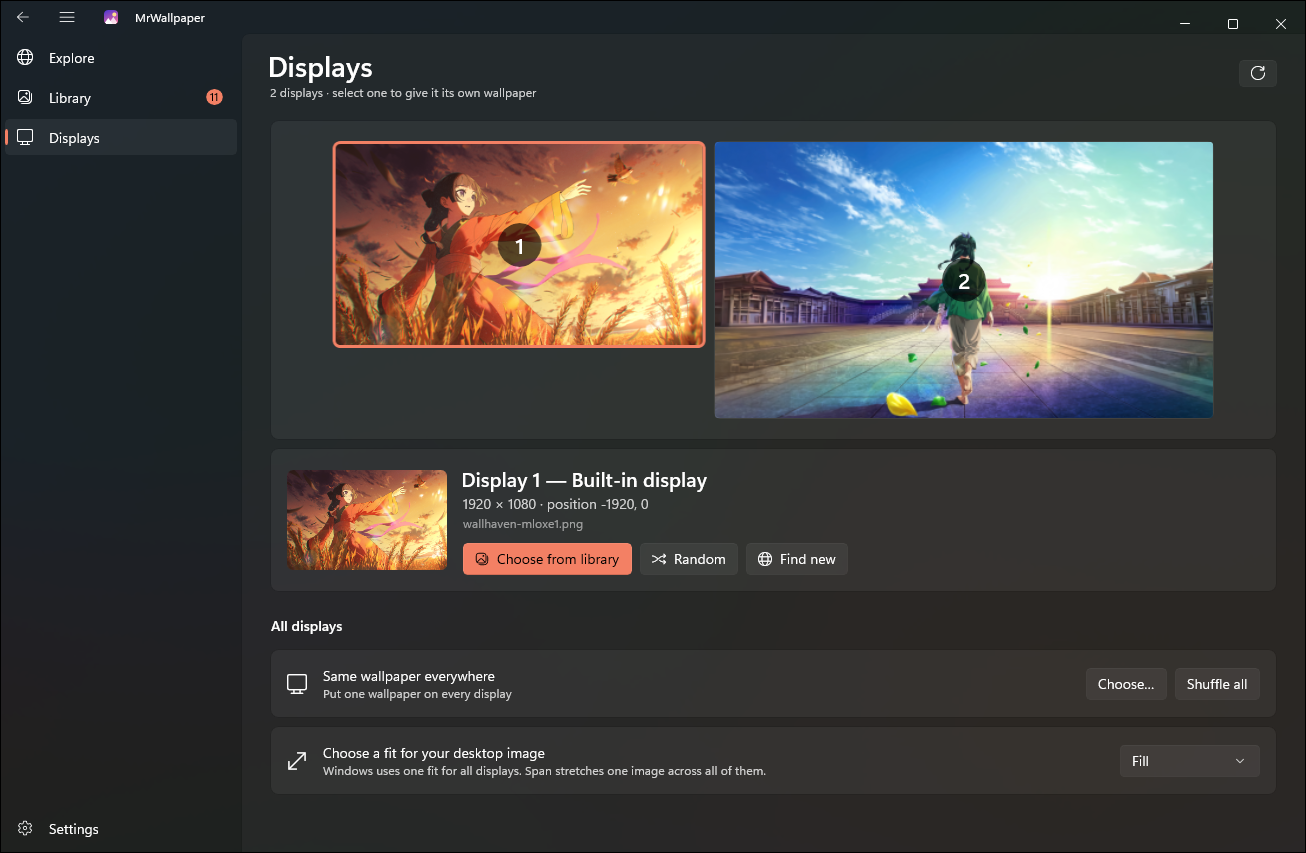 MrWallpaper
Explore
Library
11
Displays
Settings
Displays
2 displays · select one to give it its own wallpaper
1
2
Display 1 — Built-in display
1920 × 1080 · position -1920, 0
wallhaven-mloxe1.png
Choose from library
Random
Find new
All displays
Same wallpaper everywhere
Put one wallpaper on every display
Choose...
Shuffle all
Choose a fit for your desktop image
Windows uses one fit for all displays. Span stretches one image across all of them.
Fill